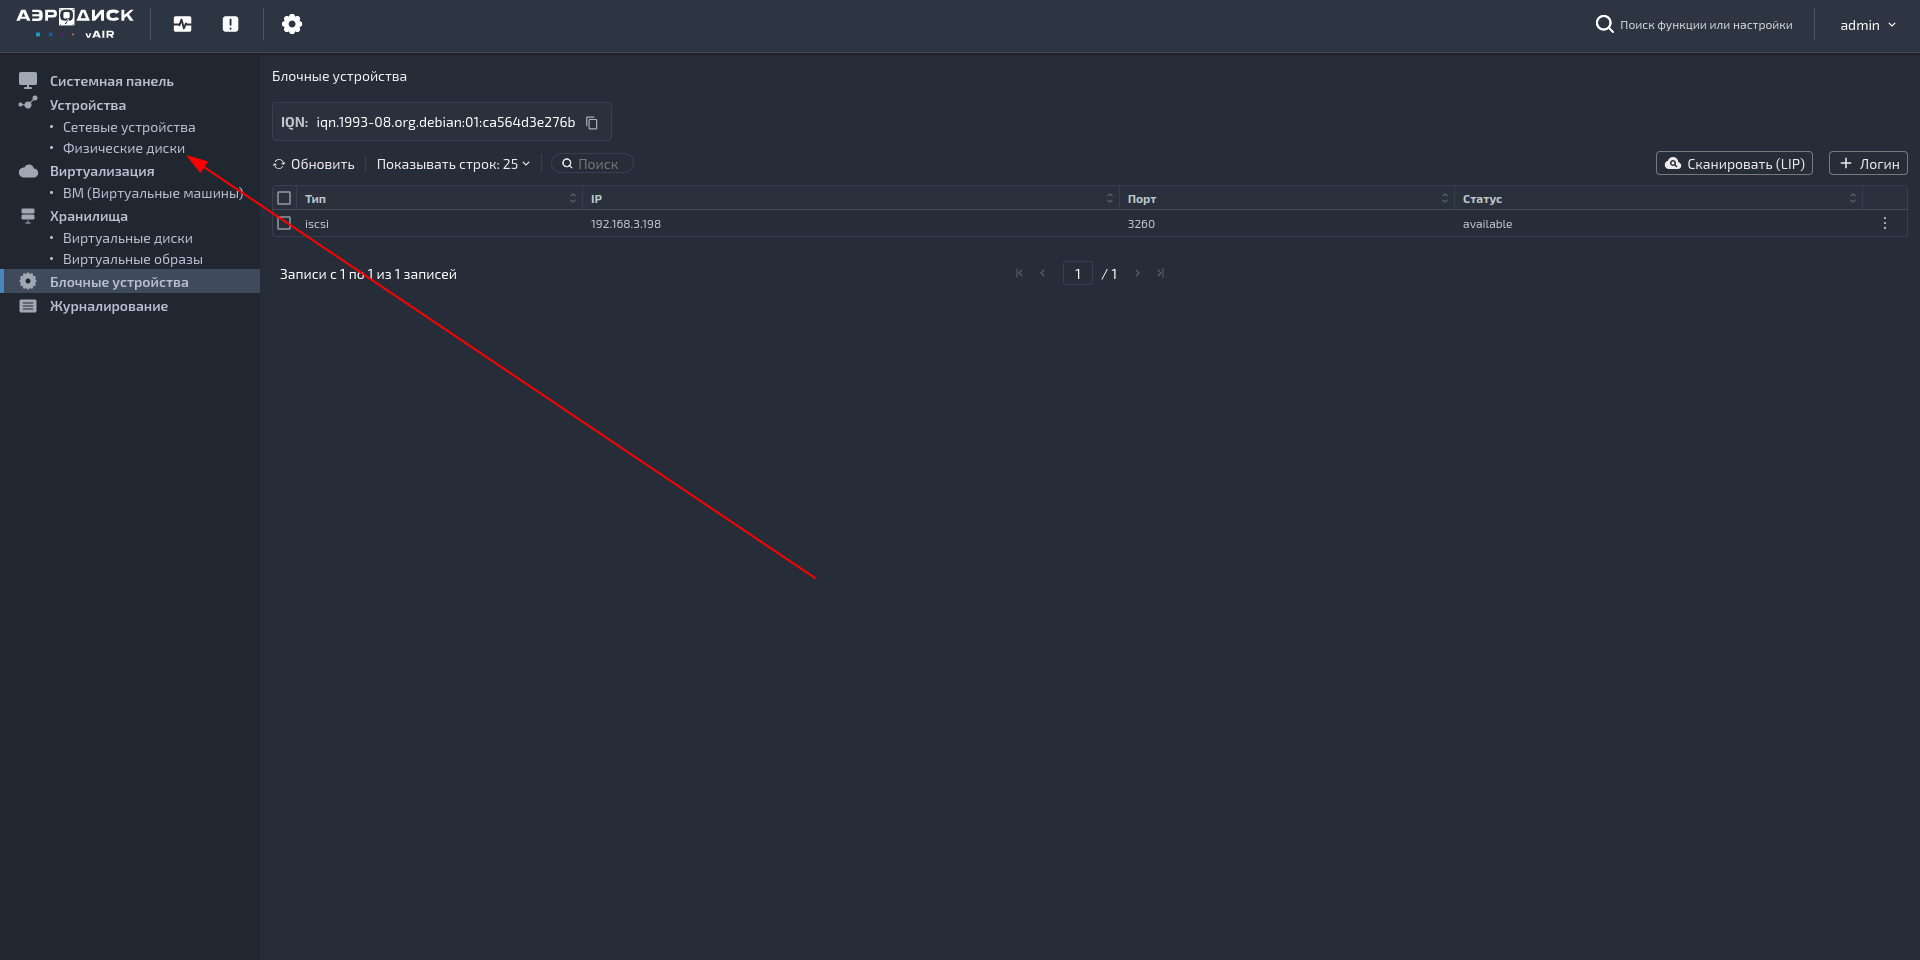 АЭРОДИСК
vAIR
Поиск функции или настройки
admin
Системная панель
Устройства
Сетевые устройства
Физические диски
Виртуализация
ВМ (Виртуальные машины)
Хранилища
Виртуальные диски
Виртуальные образы
Блочные устройства
Журналирование
Блочные устройства
IQN: iqn.1993-08.org.debian:01:ca564d3e276b
Обновить Показывать строк: 25 Поиск Сканировать (LIP) + Логин
Тип IP Порт Статус
iscsi 192.168.3.198 3260 available
Записи с 1 по 1 из 1 записей 1 / 1